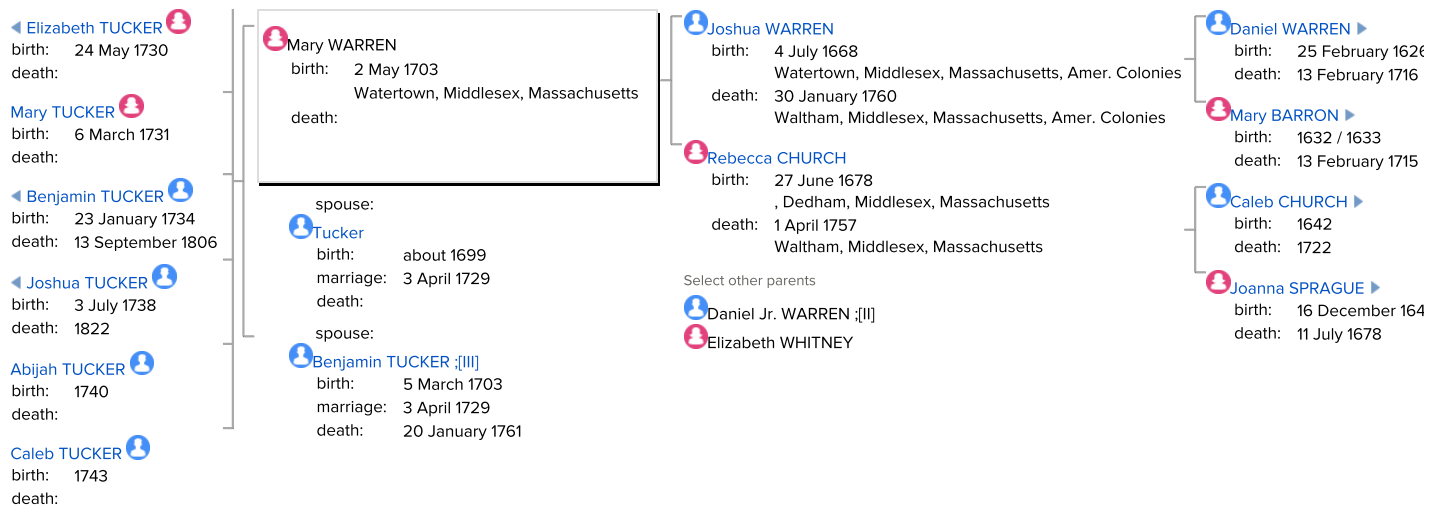 Elizabeth TUCKER
birth: 24 May 1730
death:
Mary TUCKER
birth: 6 March 1731
death:
Benjamin TUCKER
birth: 23 January 1734
death: 13 September 1806
Joshua TUCKER
birth: 3 July 1738
death: 1822
Abijah TUCKER
birth: 1740
death:
Caleb TUCKER
birth: 1743
death:
Mary WARREN
birth: 2 May 1703
Watertown, Middlesex, Massachusetts
death:
spouse:
Tucker
birth: about 1699
marriage: 3 April 1729
death:
spouse:
Benjamin TUCKER ;[III]
birth: 5 March 1703
marriage: 3 April 1729
death: 20 January 1761
Joshua WARREN
birth: 4 July 1668
Watertown, Middlesex, Massachusetts, Amer. Colonies
death: 30 January 1760
Waltham, Middlesex, Massachusetts, Amer. Colonies
Rebecca CHURCH
birth: 27 June 1678
, Dedham, Middlesex, Massachusetts
death: 1 April 1757
Waltham, Middlesex, Massachusetts
Select other parents
Daniel Jr. WARREN ;[II]
Elizabeth WHITNEY
Daniel WARREN
birth: 25 February 1626
death: 13 February 1716
Mary BARRON
birth: 1632 / 1633
death: 13 February 1715
Caleb CHURCH
birth: 1642
death: 1722
Joanna SPRAGUE
birth: 16 December 164
death: 11 July 1678